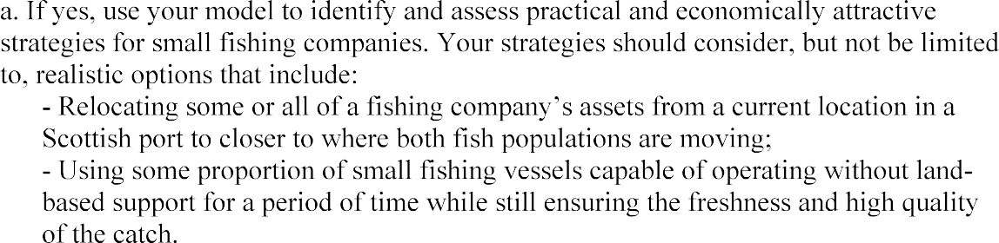 a. If yes, use your model to identify and assess practical and economically attractive
strategies for small fishing companies. Your strategies should consider, but not be limited
to, realistic options that include:
- Relocating some or all of a fishing company’s assets from a current location in a
Scottish port to closer to where both fish populations are moving;
- Using some proportion of small fishing vessels capable of operating without land-
based support for a period of time while still ensuring the freshness and high quality
of the catch.